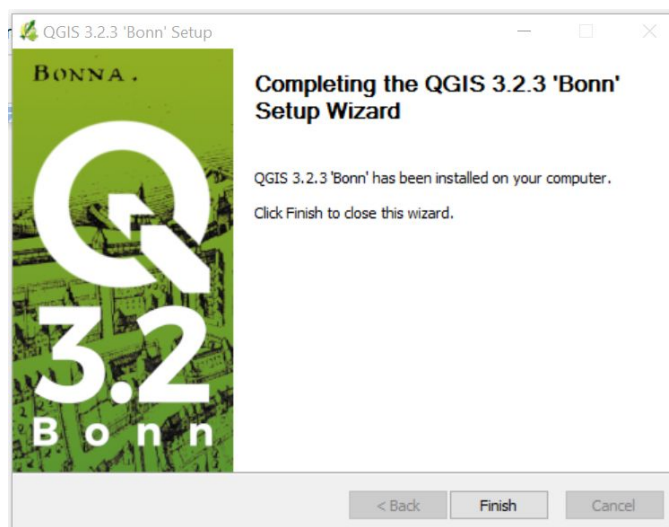 QGIS 3.2.3 'Bonn' Setup
BONNA.
3.2
Bonn
Completing the QGIS 3.2.3 'Bonn'
Setup Wizard
QGIS 3.2.3 'Bonn' has been installed on your computer.
Click Finish to close this wizard.
< Back
Finish
Cancel